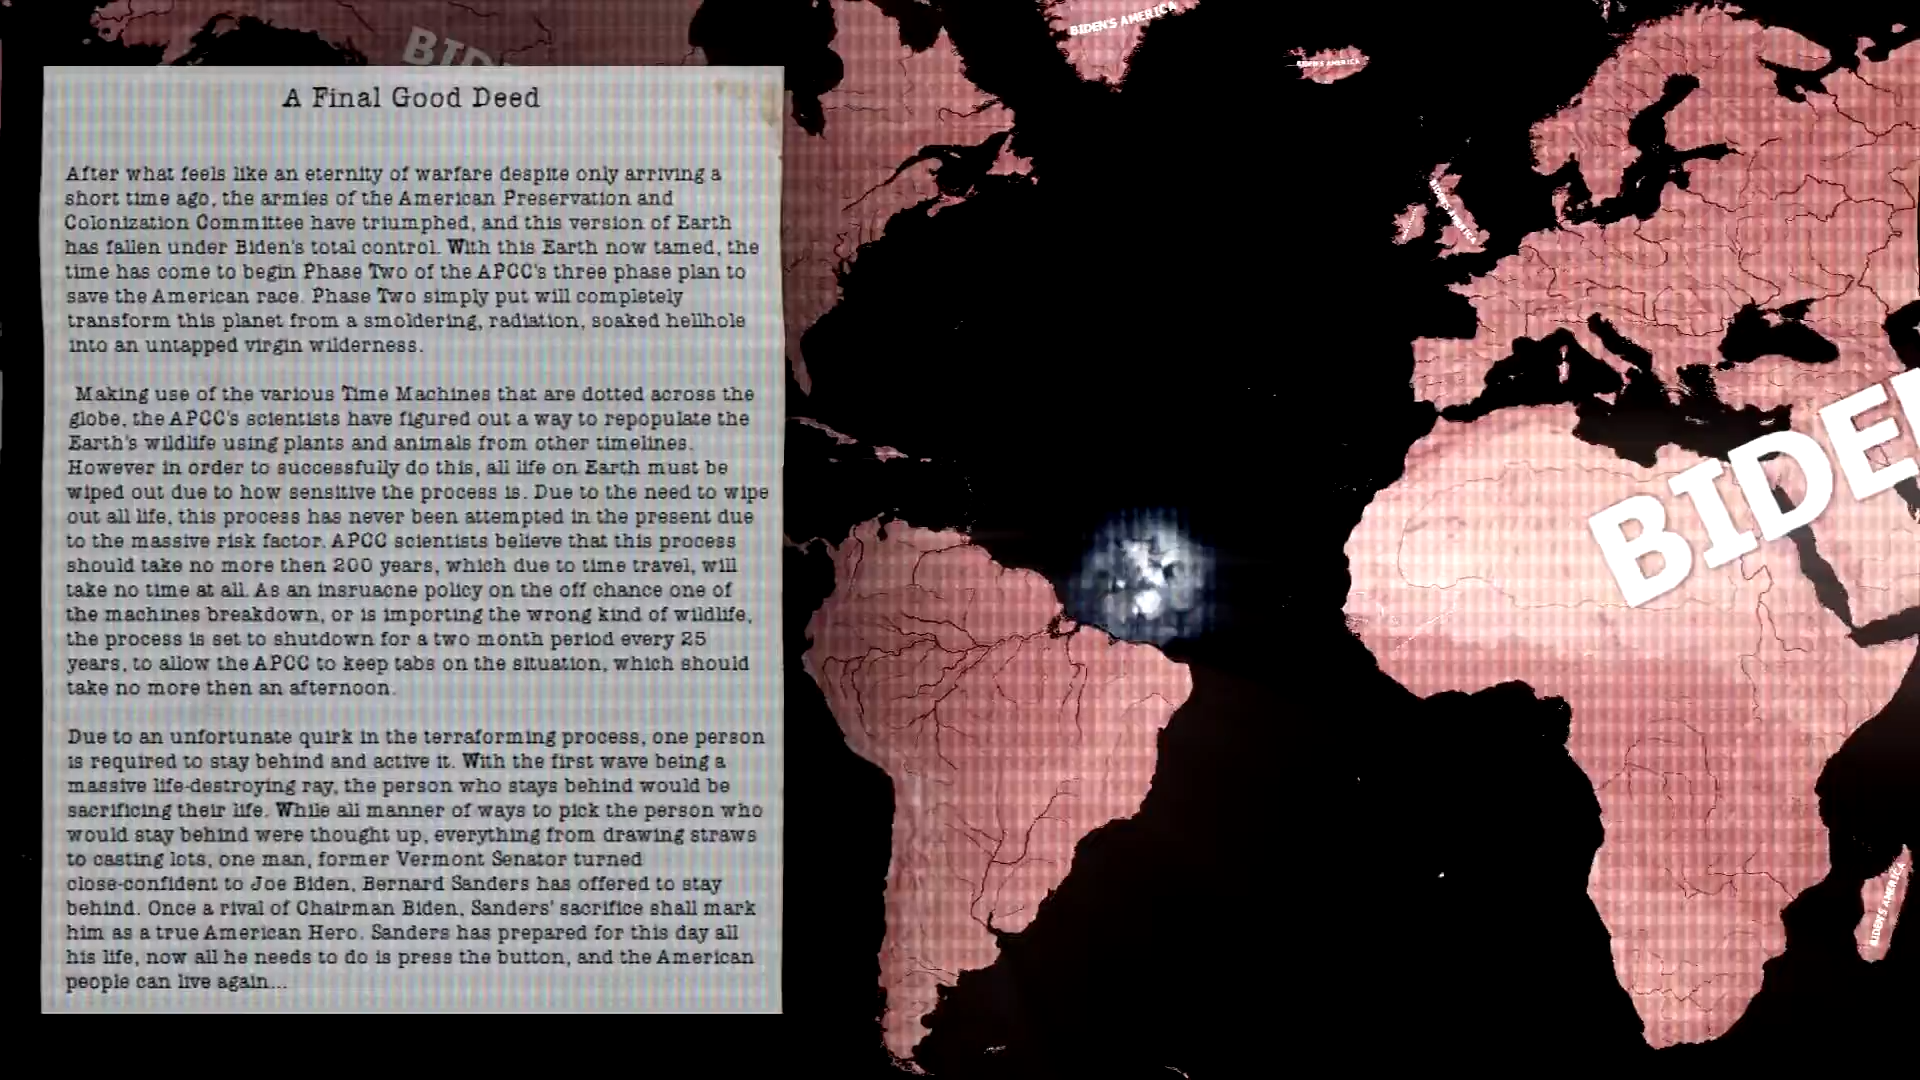 BIDEN'S AMERICA
BID
BIDEN'S AMERICA
A Final Good Deed
After what feels like an eternity of warfare despite only arriving a
short time ago, the armies of the American Preservation and
Colonization Committee have triumphed, and this version of Earth
has fallen under Biden's total control. With this Earth now tamed, the
time has come to begin Phase Two of the APCC's three phase plan to
save the American race. Phase Two simply put will completely
transform this planet from a smoldering, radiation, soaked hellhole
into an untapped virgin wilderness.
Making use of the various Time Machines that are dotted across the
globe, the APCC's scientists have figured out a way to repopulate the
Earth's wildlife using plants and animals from other timelines.
However in order to successfully do this, all life on Earth must be
wiped out due to how sensitive the process is. Due to the need to wipe
out all life, this process has never been attempted in the present due
to the massive risk factor. APCC scientists believe that this process
should take no more then 200 years, which due to time travel, will
take no time at all. As an insruacne policy on the off chance one of
the machines breakdown, or is importing the wrong kind of wildlife,
the process is set to shutdown for a two month period every 25
years, to allow the APCC to keep tabs on the situation, which should
take no more then an afternoon.
Due to an unfortunate quirk in the terraforming process, one person
is required to stay behind and active it. With the first wave being a
massive life-destroying ray, the person who stays behind would be
sacrificing their life. While all manner of ways to pick the person who
would stay behind were thought up, everything from drawing straws
to casting lots, one man, former Vermont Senator turned
close-confident to Joe Biden, Bernard Sanders has offered to stay
behind. Once a rival of Chairman Biden, Sanders' sacrifice shall mark
him as a true American Hero. Sanders has prepared for this day all
his life, now all he needs to do is press the button, and the American
people can live again...
BIDEN'S AMERICA
BIDE
BIDEN'S AMERICA